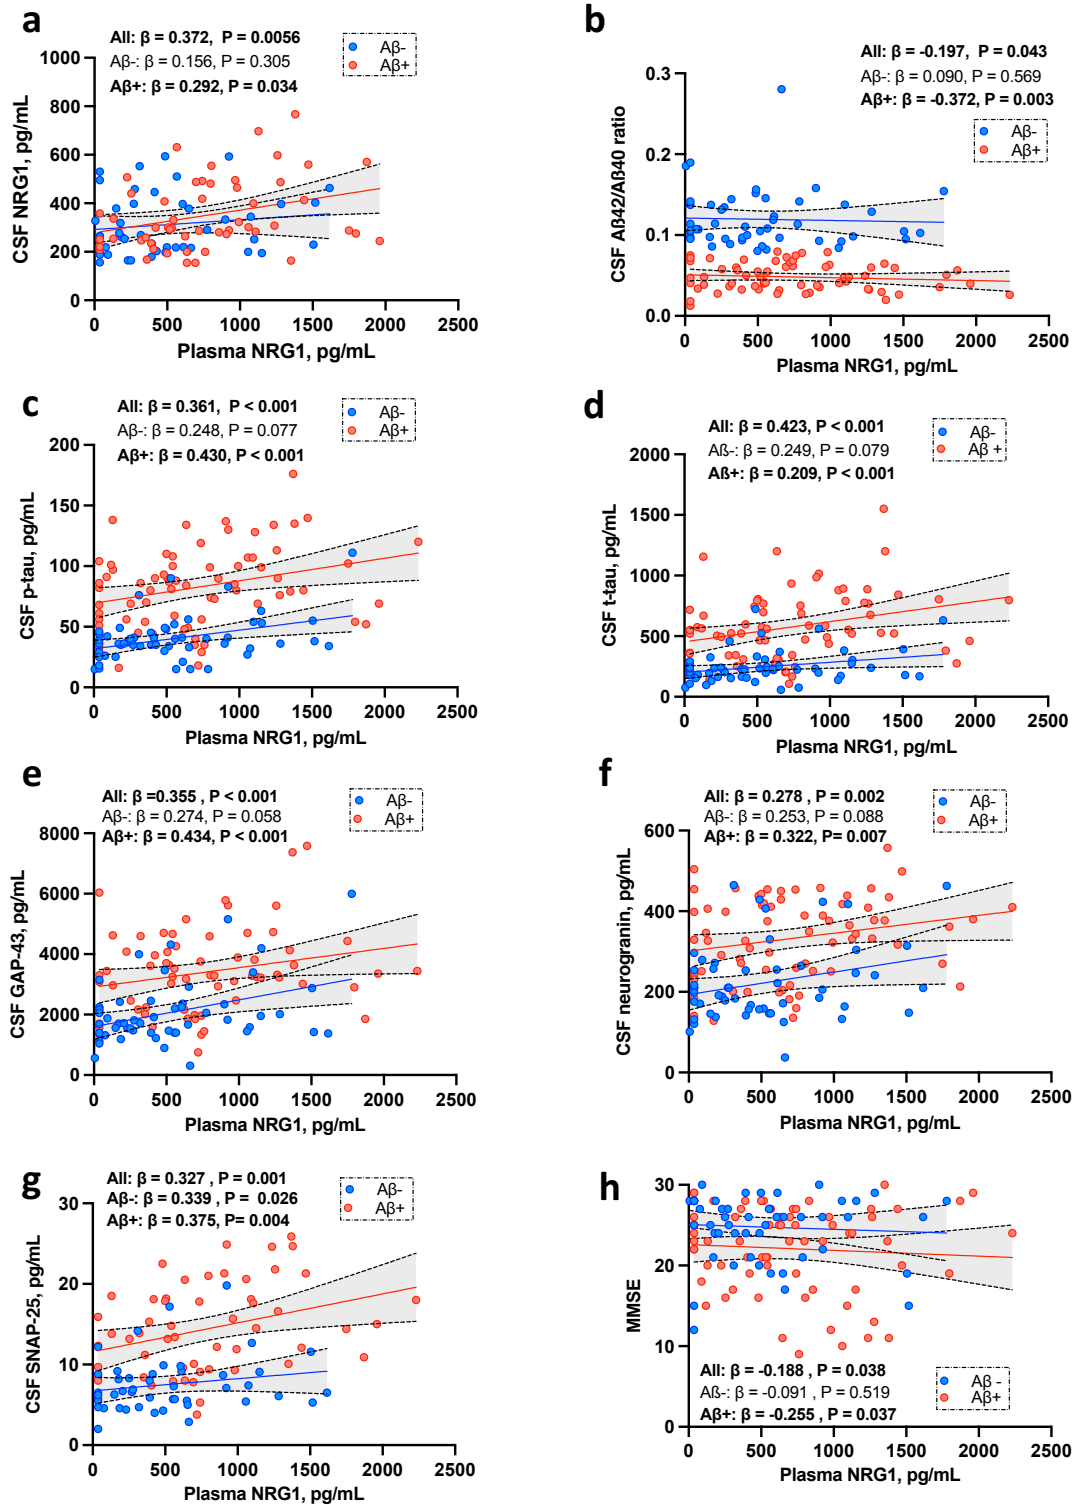 a
All: β = 0.372, P = 0.0056
Aβ-: β = 0.156, P = 0.305
Aβ+: β = 0.292, P = 0.034
Aβ-
Aβ+
1000
800
600
400
200
0
CSF NRG1, pg/mL
0 500 1000 1500 2000 2500
Plasma NRG1, pg/mL
b
All: β = -0.197, P = 0.043
Aβ-: β = 0.090, P = 0.569
Aβ+: β = -0.372, P = 0.003
Aβ-
Aβ+
0.3
0.2
0.1
0.0
CSF Aß42/Aß40 ratio
0 500 1000 1500 2000 2500
Plasma NRG1, pg/mL
c
All: β = 0.361, P < 0.001
Aβ-: β = 0.248, P = 0.077
Aβ+: β = 0.430, P < 0.001
Aβ-
Aβ+
200
150
100
50
0
CSF p-tau, pg/mL
0 500 1000 1500 2000 2500
Plasma NRG1, pg/mL
d
All: β = 0.423, P < 0.001
Aß-: β = 0.249, P = 0.079
Aß+: β = 0.209, P < 0.001
Aβ-
Aβ +
2000
1500
1000
500
0
CSF t-tau, pg/mL
0 500 1000 1500 2000 2500
Plasma NRG1, pg/mL
e
All: β =0.355 , P < 0.001
Aβ-: β = 0.274, P = 0.058
Aβ+: β = 0.434, P < 0.001
Aβ-
Aβ+
8000
6000
4000
2000
0
CSF GAP-43, pg/mL
0 500 1000 1500 2000 2500
Plasma NRG1, pg/mL
f
All: β = 0.278 , P = 0.002
Aβ-: β = 0.253, P = 0.088
Aβ+: β = 0.322, P= 0.007
Aβ-
Aβ+
600
400
200
0
CSF neurogranin, pg/mL
0 500 1000 1500 2000 2500
Plasma NRG1, pg/mL
g
All: β = 0.327 , P = 0.001
Aβ-: β = 0.339 , P = 0.026
Aβ+: β = 0.375, P= 0.004
Aβ-
Aβ+
30
20
10
0
CSF SNAP-25, pg/mL
0 500 1000 1500 2000 2500
Plasma NRG1, pg/mL
h
30
20
10
0
MMSE
All: β = -0.188 , P = 0.038
Aß-: β = -0.091 , P = 0.519
Aβ+: β = -0.255 , P = 0.037
Aβ -
Aβ+
0 500 1000 1500 2000 2500
Plasma NRG1, pg/mL